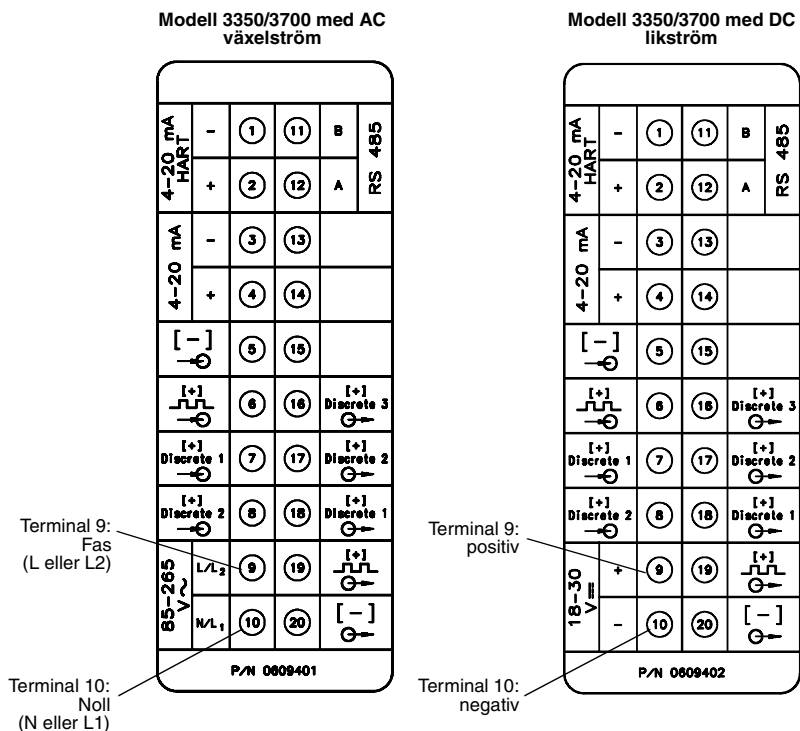 Modell 3350/3700 med AC
växelström
4-20 mA
HART
- 1 11 B
+ 2 12 A
RS 485
4-20 mA
- 3 13
+ 4 14
[-] 5 15
[+] 6 16 [+]
Discrete 3
[+] 7 17 [+]
Discrete 1 Discrete 2
[+] 8 18 [+]
Discrete 2 Discrete 1
85-265
V~
L/L2 9 19 [+]
N/L1 10 20 [-]
P/N 0609401
Terminal 9:
Fas
(L eller L2)
Terminal 10:
Noll
(N eller L1)
Modell 3350/3700 med DC
likström
4-20 mA
HART
- 1 11 B
+ 2 12 A
RS 485
4-20 mA
- 3 13
+ 4 14
[-] 5 15
[+] 6 16 [+]
Discrete 3
[+] 7 17 [+]
Discrete 1 Discrete 2
[+] 8 18 [+]
Discrete 2 Discrete 1
18-30
V
+ 9 19 [+]
- 10 20 [-]
P/N 0609402
Terminal 9:
positiv
Terminal 10:
negativ